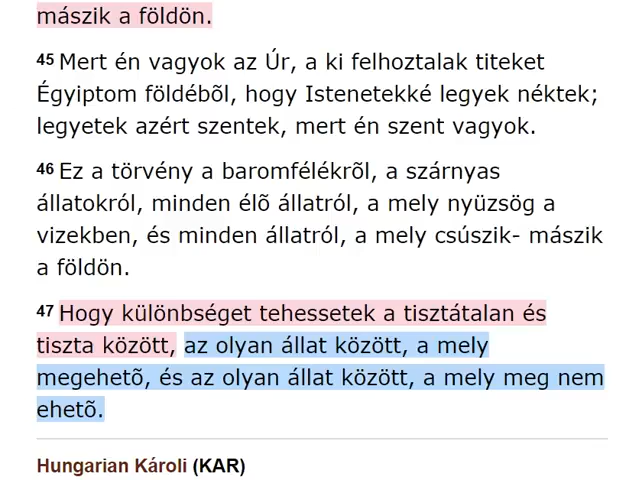 mászik a földön.
45 Mert én vagyok az Úr, a ki felhoztalak titeket
Égyiptom földébõl, hogy Istenetekké legyek néktek;
legyetek azért szentek, mert én szent vagyok.
46 Ez a törvény a baromfélékrõl, a szárnyas
állatokról, minden élõ állatról, a mely nyüzsög a
vizekben, és minden állatról, a mely csúszik- mászik
a földön.
47 Hogy különbséget tehessetek a tisztátalan és
tiszta között, az olyan állat között, a mely
megehetõ, és az olyan állat között, a mely meg nem
ehetõ.
Hungarian Károli (KAR)